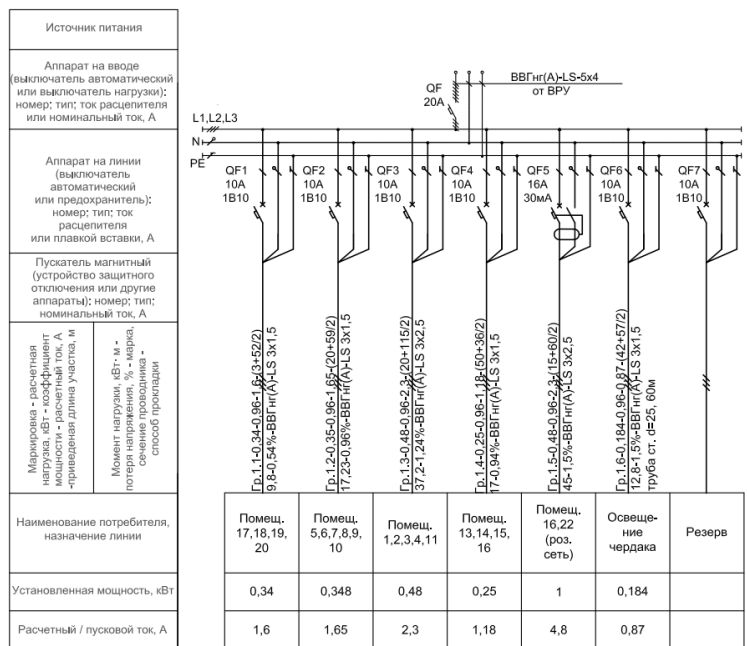 Источник питания
Аппарат на вводе
(выключатель автоматический
или выключатель нагрузки):
номер; тип; ток расцепителя
или номинальный ток, А
QF
20А
ВВГнг(А)-LS-5х4
от ВРУ
L1,L2,L3
N
PE
Аппарат на линии
(выключатель
автоматический
или предохранитель):
номер; тип; ток
расцепителя
или плавкой вставки, А
QF1
10А
1В10
QF2
10А
1В10
QF3
10А
1В10
QF4
10А
1В10
QF5
16А
30мА
QF6
10А
1В10
QF7
10А
1В10
Пускатель магнитный
(устройство защитного
отключения или другие
аппараты): номер; тип;
номинальный ток, А
Маркировка - расчетная
нагрузка, кВт - коэффициент
мощности - расчетный ток, А
-приведеная длина участка, м
Момент нагрузки, кВт· м -
потеря напряжения, % - марка,
сечение проводника -
способ прокладки
Гр.1.1-0,34-0,96-1,6-(3+52/2)
9,8-0,54%-ВВГнг(А)-LS 3х1,5
Гр.1.2-0,35-0,96-1,65-(20+59/2)
17,23-0,96%-ВВГнг(А)-LS 3х1,5
Гр.1.3-0,48-0,96-2,3-(20+115/2)
37,2-1,24%-ВВГнг(А)-LS 3х2,5
Гр.1.4-0,25-0,96-1,18-(50+36/2)
17-0,94%-ВВГнг(А)-LS 3х1,5
Гр.1.5-0,48-0,96-2,3-(15+60/2)
45-1,5%-ВВГнг(А)-LS 3х2,5
Гр.1.6-0,184-0,96-0,87-(42+57/2)
12,8-1,5%-ВВГнг(А)-LS 3х1,5
труба ст. d=25, 60м
Наименование потребителя,
назначение линии
Помещ.
17,18,19,
20
Помещ.
5,6,7,8,9,
10
Помещ.
1,2,3,4,11
Помещ.
13,14,15,
16
Помещ.
16,22
(роз.
сеть)
Освеще-
ние
чердака
Резерв
Установленная мощность, кВт
0,34
0,348
0,48
0,25
1
0,184
Расчетный / пусковой ток, А
1,6
1,65
2,3
1,18
4,8
0,87